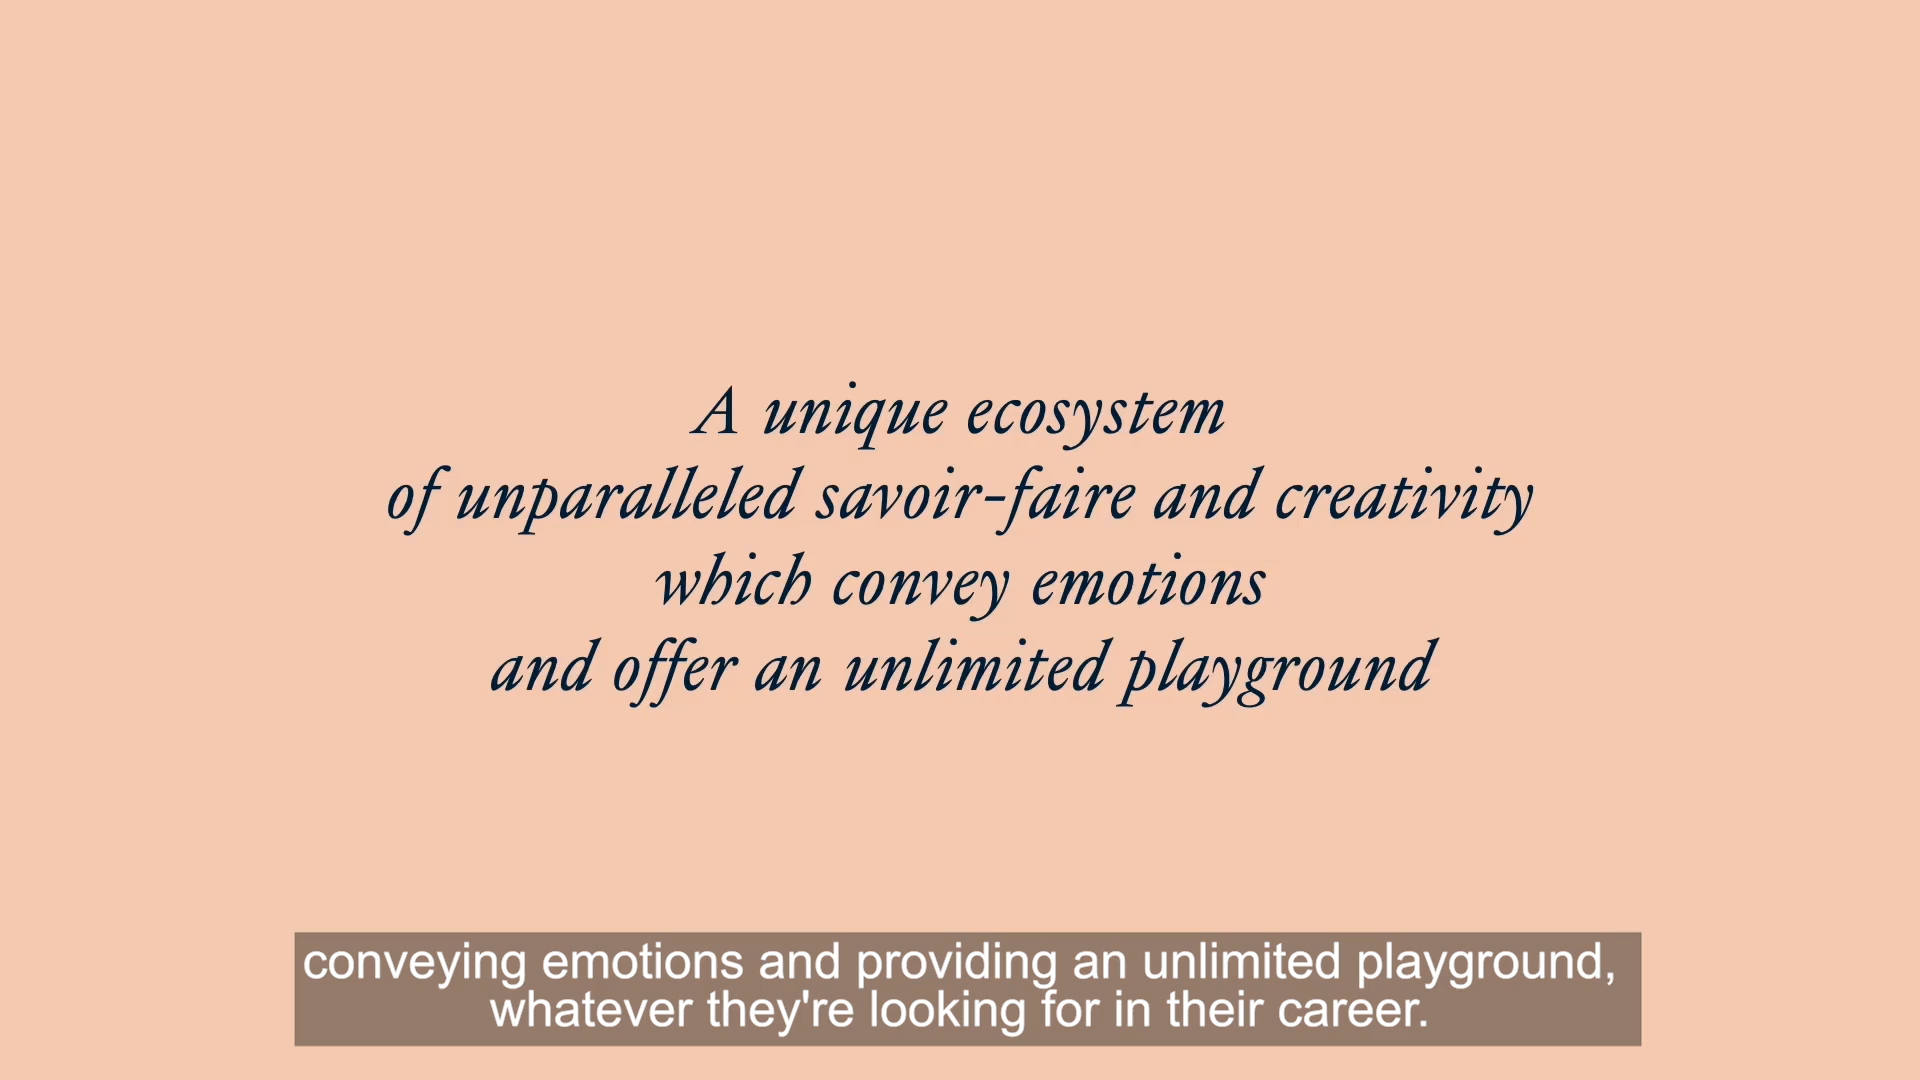 A unique ecosystem
of unparalleled savoir-faire and creativity
which convey emotions
and offer an unlimited playground
conveying emotions and providing an unlimited playground,
whatever they're looking for in their career.